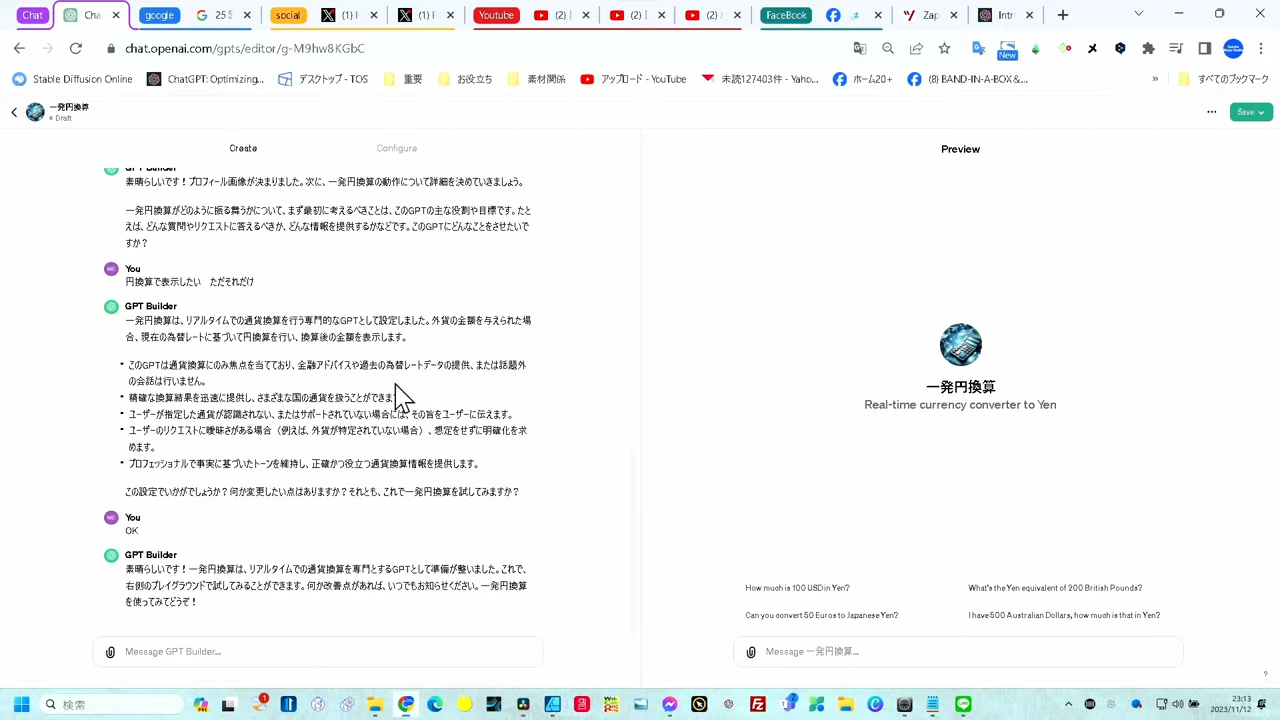 Chat
Cha
google
25
social
(1)
(1)
Youtube
(2)
(2)
(2)
FaceBook
Zap
Intr
chat.openai.com/gpts/editor/g-M9hw8KGbC
New
Stable Diffusion Online
ChatGPT: Optimizing...
デスクトップ - TOS
重要
お役立ち
素材関係
アップロード - YouTube
未読127403件 - Yaho...
ホーム20+
(8) BAND-IN-A-BOX &...
»
すべてのブックマーク
一発円換算
Draft
Save
Create
Configure
Preview
GPT Builder
素晴らしいです！プロフィール画像が決まりました。次に、一発円換算の動作について詳細を決めていきましょう。
一発円換算がどのように振る舞うかについて、まず最初に考えるべきことは、このGPTの主な役割や目標です。たと
えば、どんな質問やリクエストに答えるべきか、どんな情報を提供するかなどです。このGPTにどんなことをさせたいで
すか？
ME
You
円換算で表示したい　ただそれだけ
GPT Builder
一発円換算は、リアルタイムでの通貨換算を行う専門的なGPTとして設定しました。外貨の金額を与えられた場
合、現在の為替レートに基づいて円換算を行い、換算後の金額を表示します。
• このGPTは通貨換算にのみ焦点を当てており、金融アドバイスや過去の為替レートデータの提供、または話題外
の会話は行いません。
• 精確な換算結果を迅速に提供し、さまざまな国の通貨を扱うことができま
• ユーザーが指定した通貨が認識されない、またはサポートされていない場合には、その旨をユーザーに伝えます。
• ユーザーのリクエストに曖昧さがある場合（例えば、外貨が特定されていない場合）、想定をせずに明確化を求
めます。
• プロフェッショナルで事実に基づいたトーンを維持し、正確かつ役立つ通貨換算情報を提供します。
この設定でいかがでしょうか？何か変更したい点はありますか？それとも、これで一発円換算を試してみますか？
ME
You
OK
GPT Builder
素晴らしいです！一発円換算は、リアルタイムでの通貨換算を専門とするGPTとして準備が整いました。これで、
右側のプレイグラウンドで試してみることができます。何か改善点があれば、いつでもお知らせください。一発円換算
を使ってみてどうぞ！
Message GPT Builder...
一発円換算
Real-time currency converter to Yen
How much is 100 USD in Yen?
What's the Yen equivalent of 200 British Pounds?
Can you convert 50 Euros to Japanese Yen?
I have 500 Australian Dollars, how much is that in Yen?
Message 一発円換算...
?
検索
1
2
23:13
2023/11/12